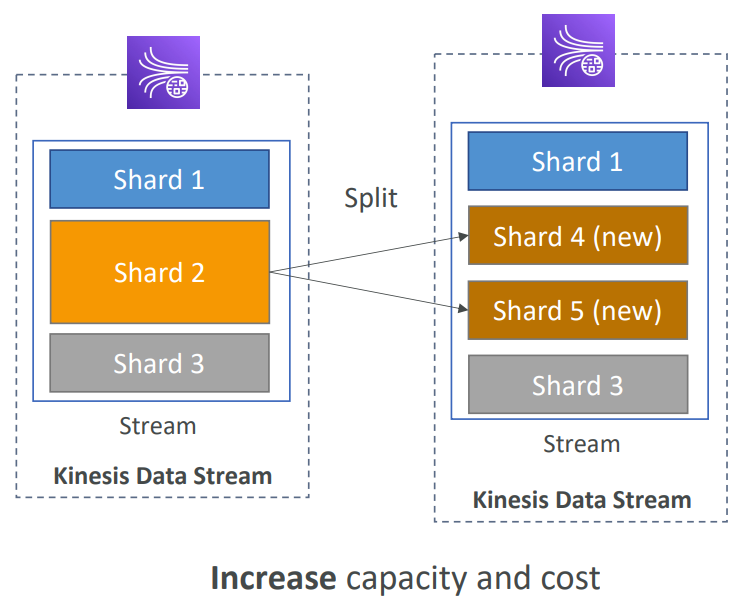 Shard 1
Shard 2
Shard 3
Stream
Kinesis Data Stream
Split
Shard 1
Shard 4 (new)
Shard 5 (new)
Shard 3
Stream
Kinesis Data Stream
Increase capacity and cost